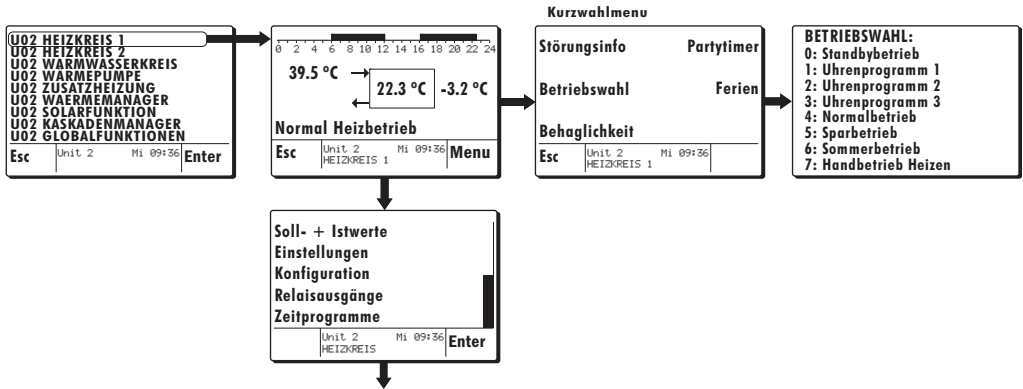 Kurzwahlmenu
U02 HEIZKREIS 1
U02 HEIZKREIS 2
U02 WARMWASSERKREIS
U02 WÄRMEPUMPE
U02 ZUSATZHEIZUNG
U02 WAERMEMANAGER
U02 SOLARFUNKTION
U02 KASKADENMANAGER
U02 GLOBALFUNKTIONEN
Esc Unit 2 Mi 09:36 Enter
0 2 4 6 8 10 12 14 16 18 20 22 24
39.5 °C
22.3 °C -3.2 °C
Normal Heizbetrieb
Esc Unit 2 Mi 09:36 Menu
HEIZKREIS 1
Störungsinfo Partytimer
Betriebswahl Ferien
Behaglichkeit
Esc Unit 2 Mi 09:36
HEIZKREIS 1
BETRIEBSWAHL:
0: Standbybetrieb
1: Uhrenprogramm 1
2: Uhrenprogramm 2
3: Uhrenprogramm 3
4: Normalbetrieb
5: Sparbetrieb
6: Sommerbetrieb
7: Handbetrieb Heizen
Soll- + Istwerte
Einstellungen
Konfiguration
Relaisausgänge
Zeitprogramme
Unit 2 Mi 09:36 Enter
HEIZKREIS